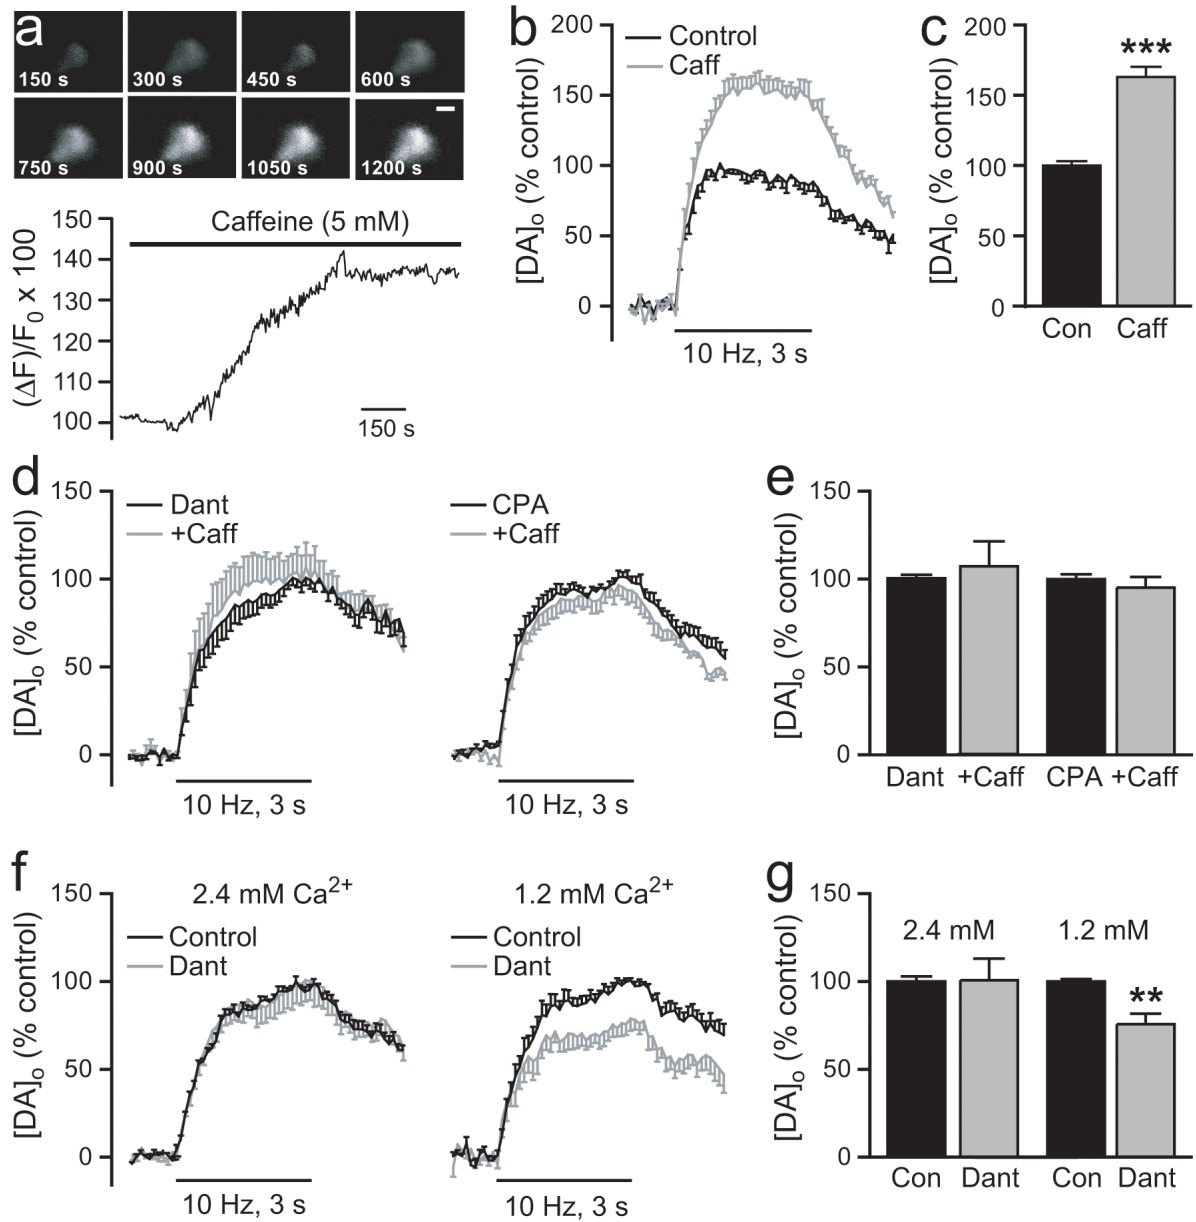 a
150 s
300 s
450 s
600 s
750 s
900 s
1050 s
1200 s
Caffeine (5 mM)
(ΔF)/F0 x 100
150
140
130
120
110
100
150 s
b
[DA]o (% control)
200
150
100
50
0
Control
Caff
10 Hz, 3 s
c
[DA]o (% control)
200
150
100
50
0
***
Con
Caff
d
[DA]o (% control)
150
100
50
0
Dant
+Caff
10 Hz, 3 s
CPA
+Caff
10 Hz, 3 s
e
[DA]o (% control)
150
100
50
0
Dant +Caff CPA +Caff
f
[DA]o (% control)
150
100
50
0
2.4 mM Ca2+
Control
Dant
10 Hz, 3 s
1.2 mM Ca2+
Control
Dant
10 Hz, 3 s
g
[DA]o (% control)
150
100
50
0
2.4 mM
1.2 mM
**
Con Dant Con Dant